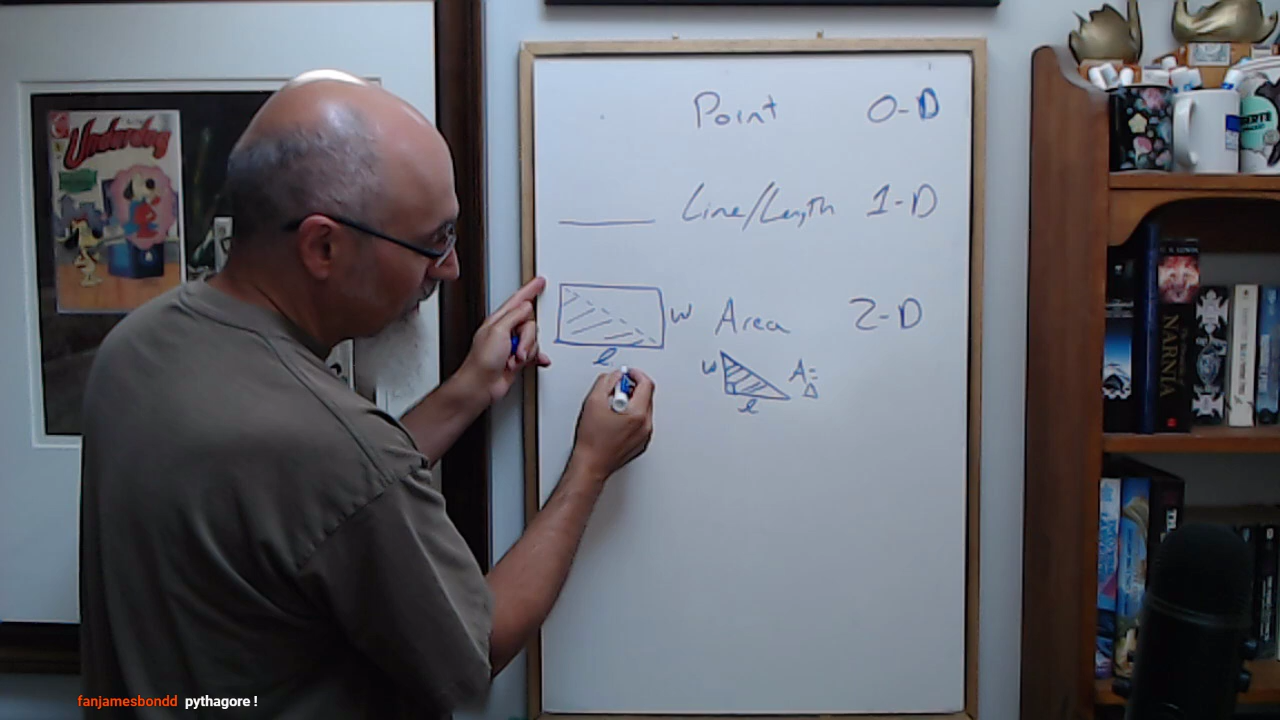 Underdog
Point 0-D
Line/Length 1-D
w Area 2-D
l
w A△=
l
NARNIA
fanjamesbondd pythagore !